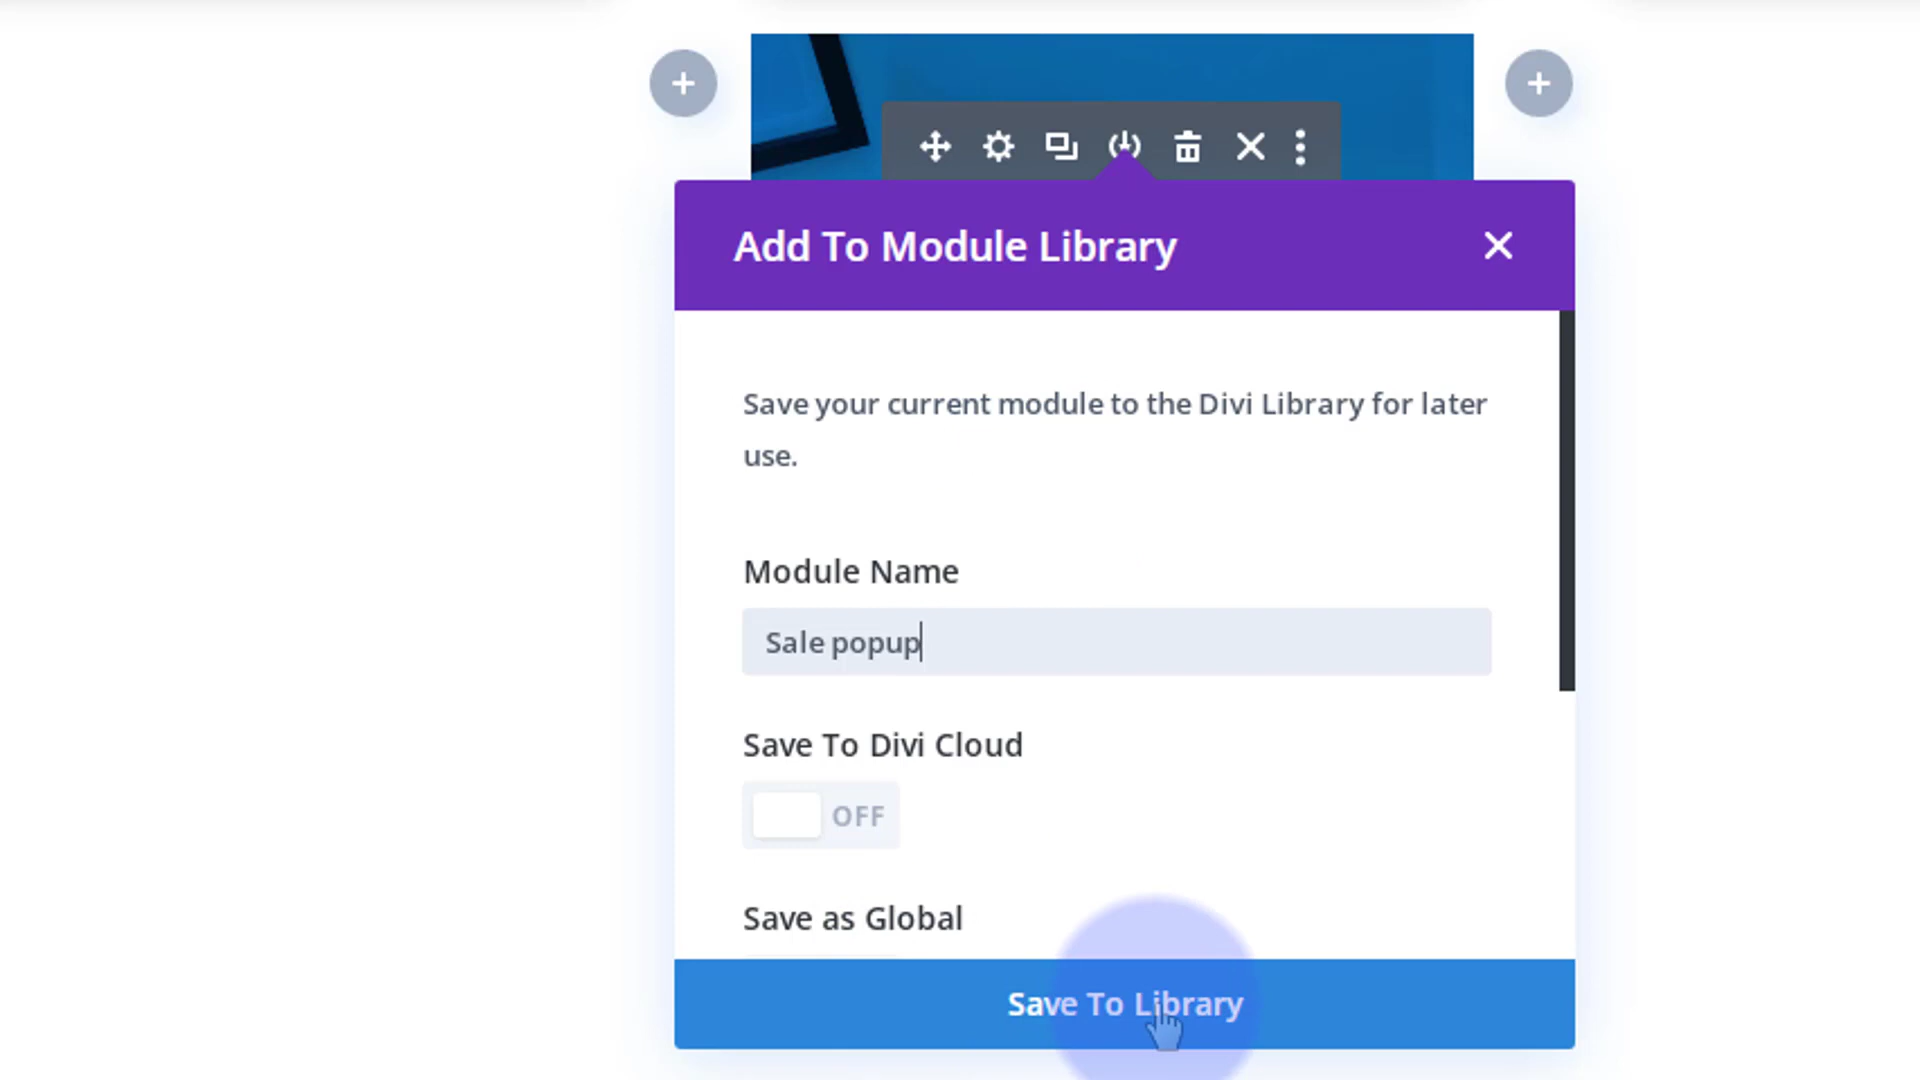 Add To Module Library
Save your current module to the Divi Library for later
use.
Module Name
Sale popup
Save To Divi Cloud
OFF
Save as Global
Save To Library